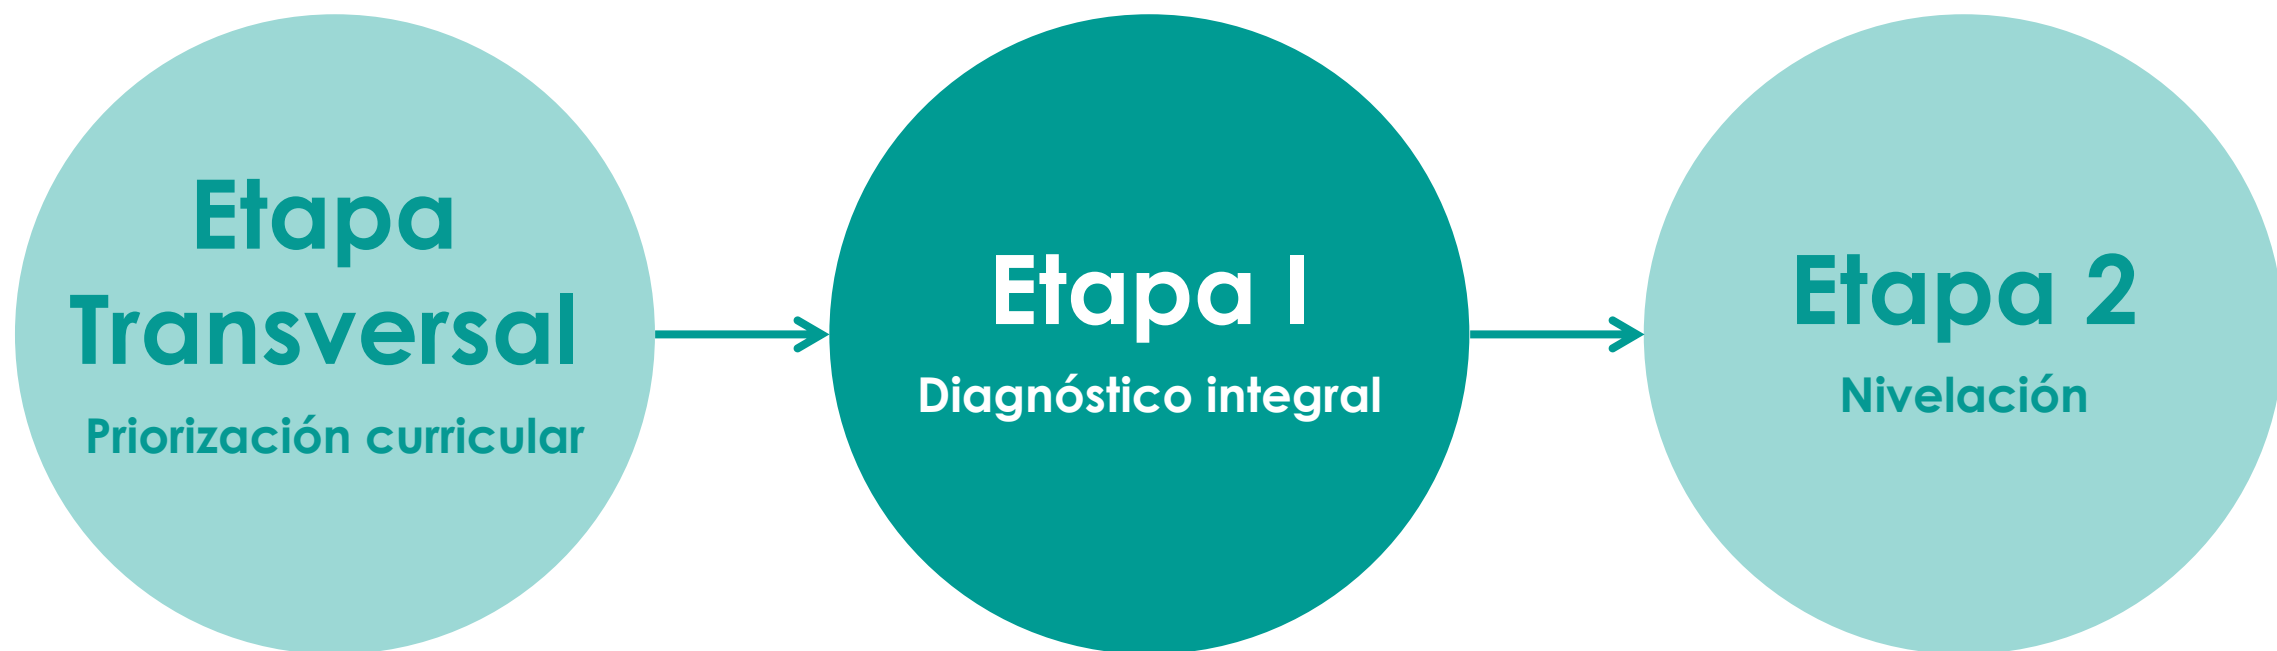 Etapa
Transversal
Priorización curricular
Etapa I
Diagnóstico integral
Etapa 2
Nivelación